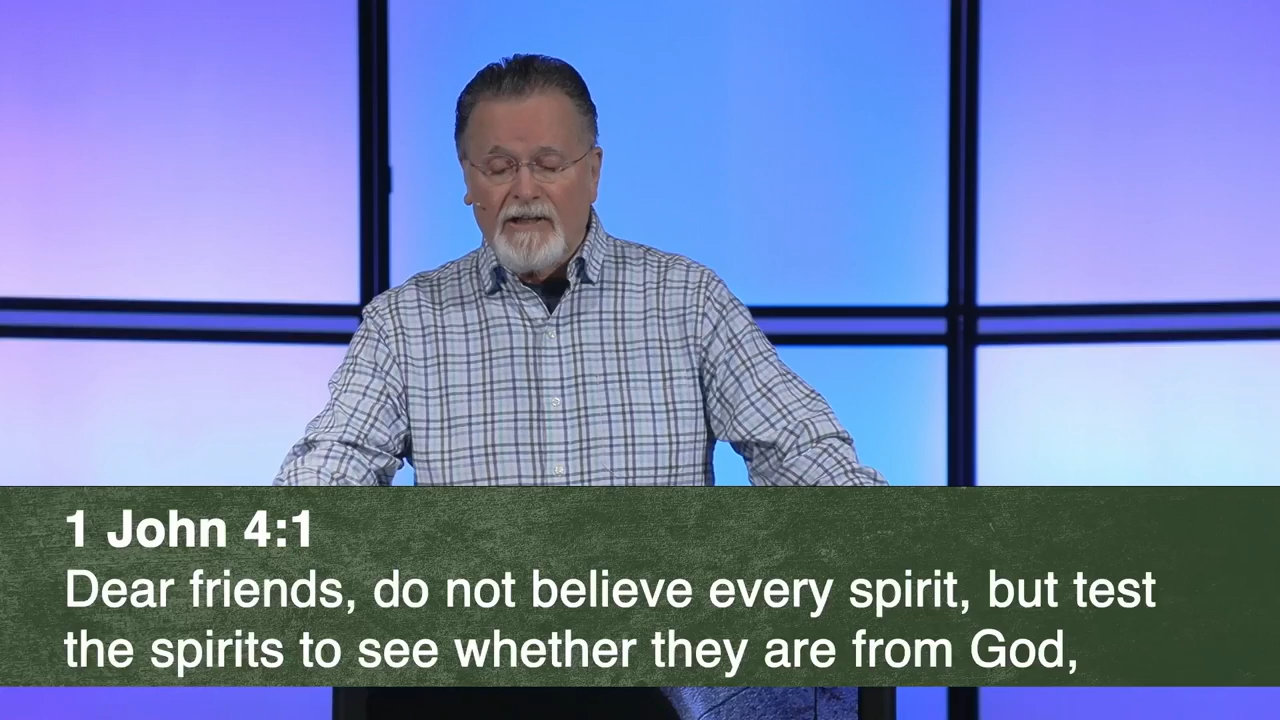 1 John 4:1
Dear friends, do not believe every spirit, but test
the spirits to see whether they are from God,